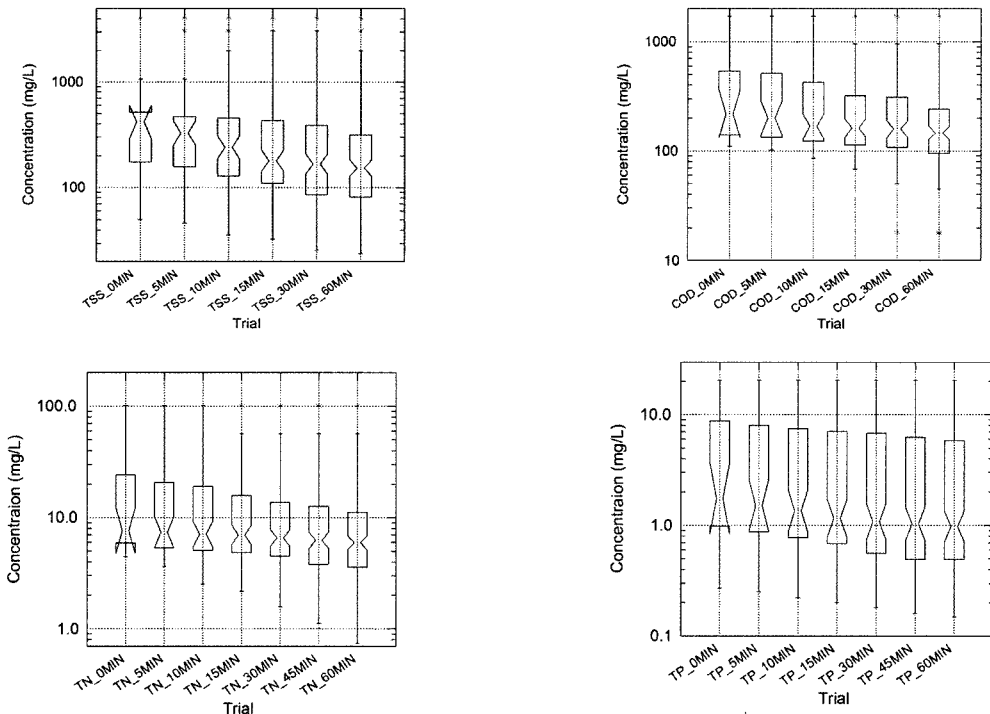 Concentration (mg/L)
1000
100
TSS_0MIN
TSS_5MIN
TSS_10MIN
TSS_15MIN
TSS_30MIN
TSS_60MIN
Trial
Concentration (mg/L)
1000
100
10
COD_0MIN
COD_5MIN
COD_10MIN
COD_15MIN
COD_30MIN
COD_60MIN
Trial
Concentraion (mg/L)
100.0
10.0
1.0
TN_0MIN
TN_5MIN
TN_10MIN
TN_15MIN
TN_30MIN
TN_45MIN
TN_60MIN
Trial
Concentraion (mg/L)
10.0
1.0
0.1
TP_0MIN
TP_5MIN
TP_10MIN
TP_15MIN
TP_30MIN
TP_45MIN
TP_60MIN
Trial